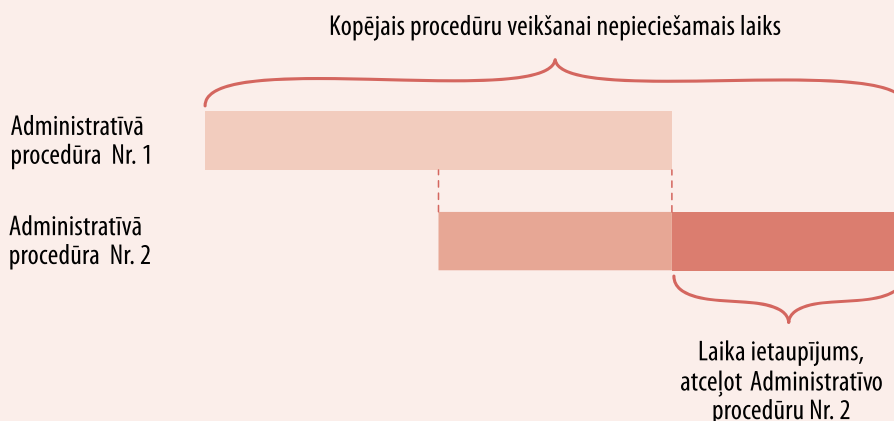 Kopējais procedūru veikšanai nepieciešamais laiks
Administratīvā
procedūra Nr. 1
Administratīvā
procedūra Nr. 2
Laika ietaupījums,
atceļot Administratīvo
procedūru Nr. 2